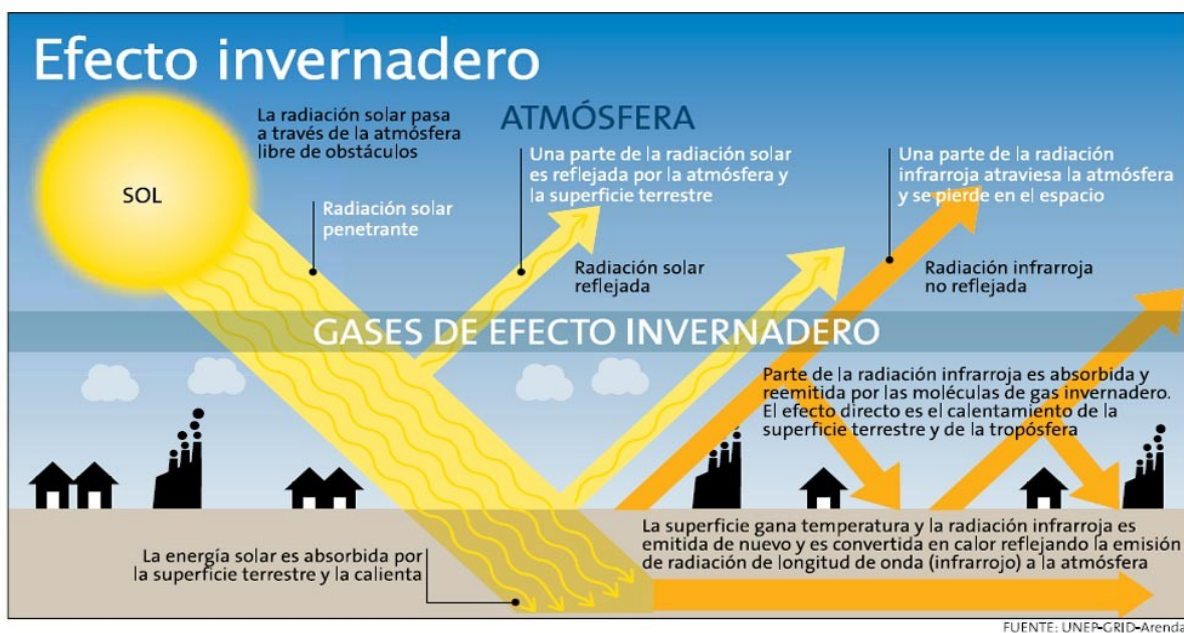 Efecto invernadero
SOL
La radiación solar pasa
a través de la atmósfera
libre de obstáculos
Radiación solar
penetrante
ATMÓSFERA
Una parte de la radiación solar
es reflejada por la atmósfera y
la superficie terrestre
Radiación solar
reflejada
Una parte de la radiación
infrarroja atraviesa la atmósfera
y se pierde en el espacio
Radiación infrarroja
no reflejada
GASES DE EFECTO INVERNADERO
Parte de la radiación infrarroja es absorbida y
reemitida por las moléculas de gas invernadero.
El efecto directo es el calentamiento de la
superficie terrestre y de la tropósfera
La energía solar es absorbida por
la superficie terrestre y la calienta
La superficie gana temperatura y la radiación infrarroja es
emitida de nuevo y es convertida en calor reflejando la emisión
de radiación de longitud de onda (infrarrojo) a la atmósfera
FUENTE: UNEP-GRID-Arendal